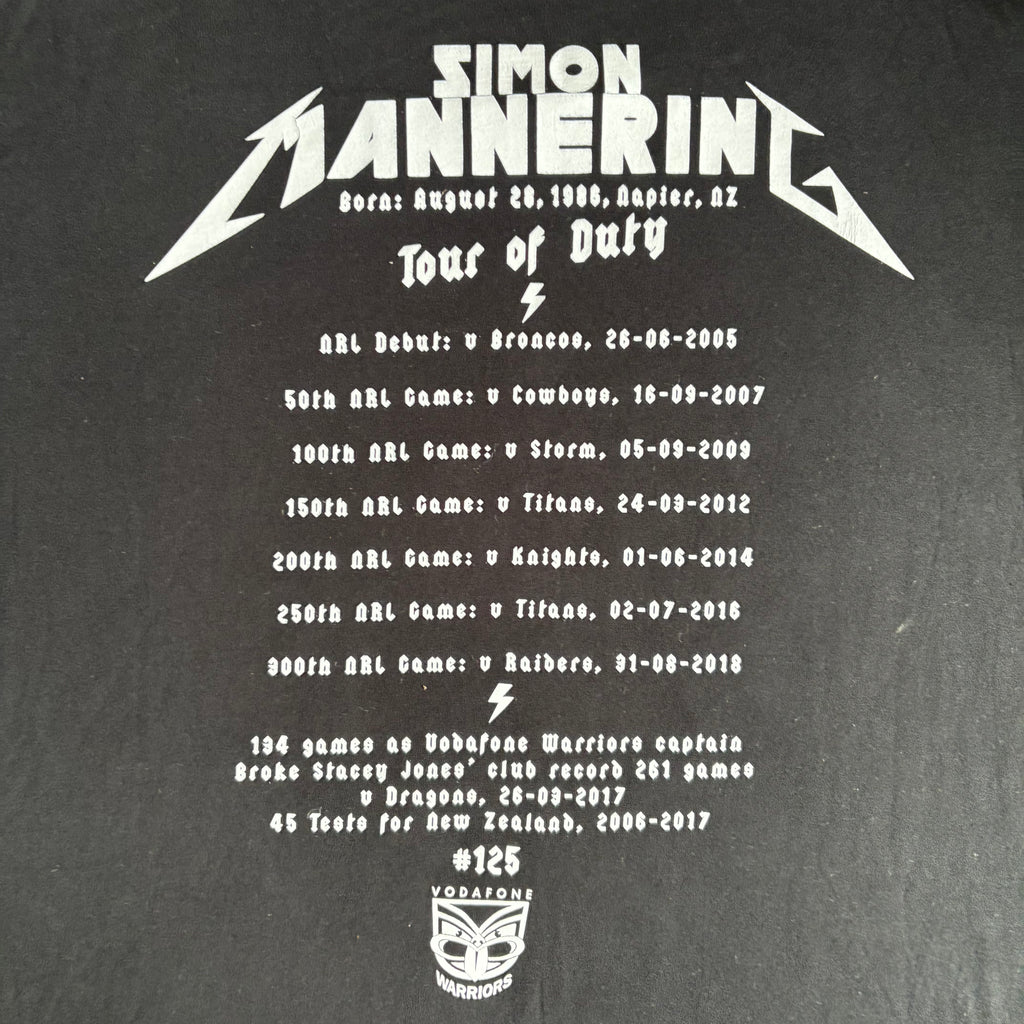 SIMON
MANNERING
Born: August 28, 1986, Napier, NZ
Tour of Duty
NRL Debut: v Broncos, 26-06-2005
50th NRL Game: v Cowboys, 16-09-2007
100th NRL Game: v Storm, 05-09-2009
150th NRL Game: v Titans, 24-03-2012
200th NRL Game: v Knights, 01-06-2014
250th NRL Game: v Titans, 02-07-2016
300th NRL Game: v Raiders, 31-08-2018
134 games as Vodafone Warriors captain
Broke Stacey Jones' club record 261 games
v Dragons, 26-03-2017
45 Tests for New Zealand, 2006-2017
#125
VODAFONE
WARRIORS